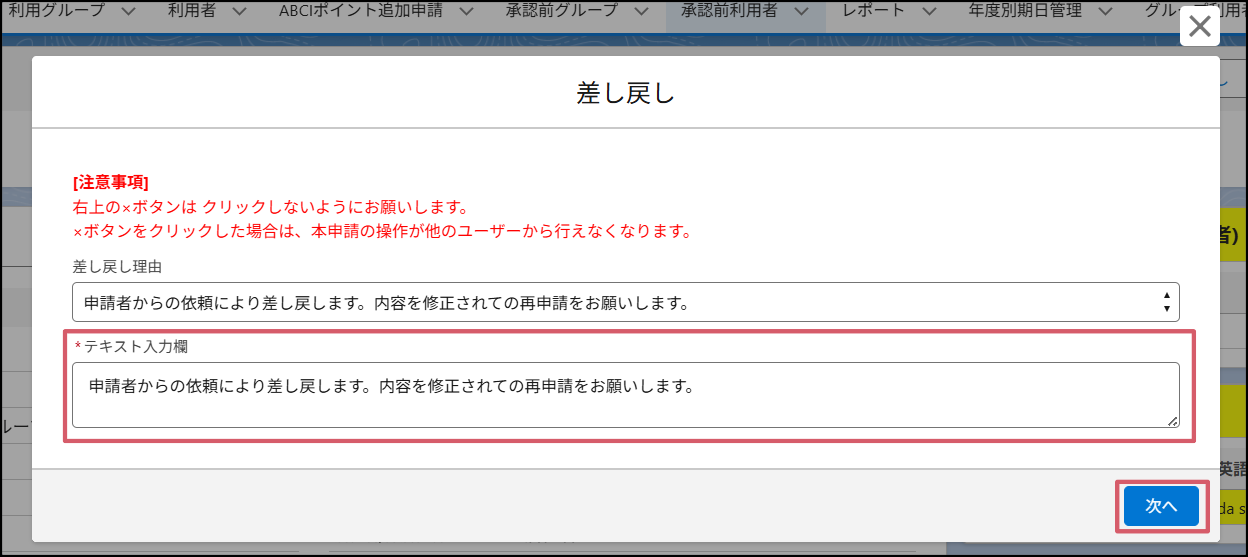 利用グループ 利用者 ABCIポイント追加申請 承認前グループ 承認前利用者 レポート 年度別期日管理
差し戻し
[注意事項]
右上の×ボタンは クリックしないようにお願いします。
×ボタンをクリックした場合は、本申請の操作が他のユーザーから行えなくなります。
者)
差し戻し理由
申請者からの依頼により差し戻します。内容を修正されての再申請をお願いします。
*テキスト入力欄
申請者からの依頼により差し戻します。内容を修正されての再申請をお願いします。
英語
da s
次へ